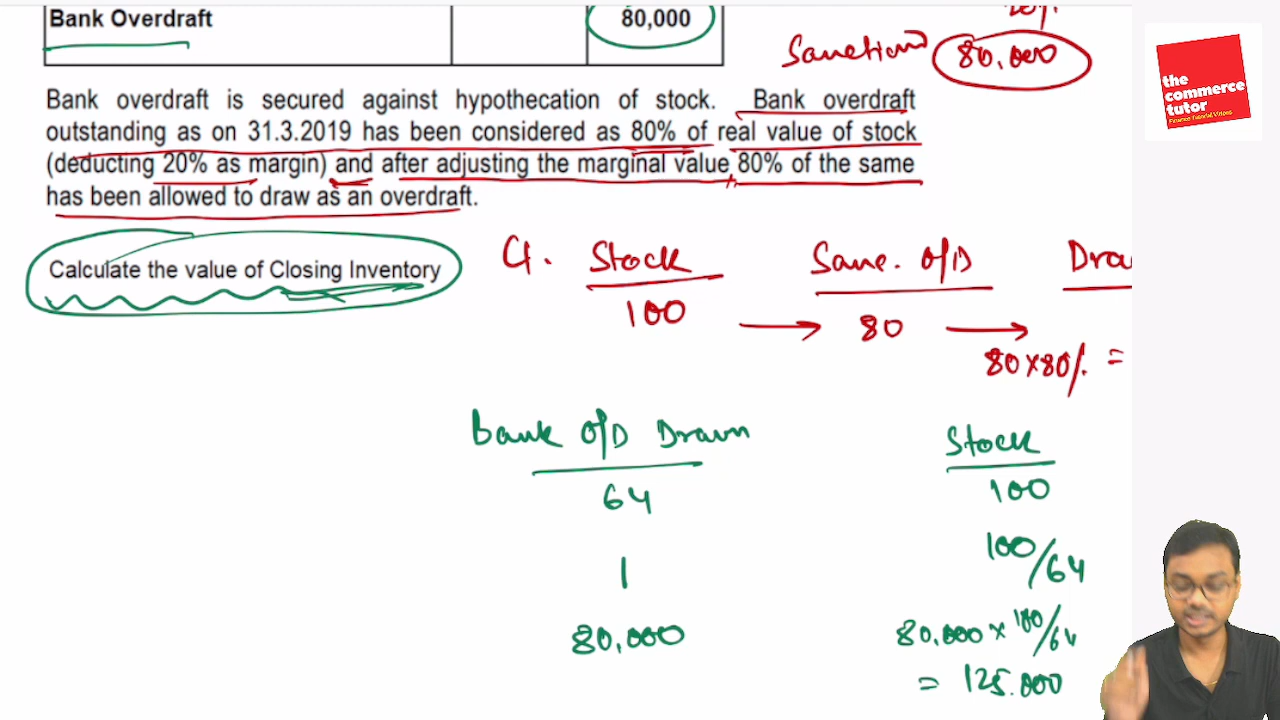 Bank Overdraft 80,000
20%.
Sanctioned 80,000
Bank overdraft is secured against hypothecation of stock. Bank overdraft
outstanding as on 31.3.2019 has been considered as 80% of real value of stock
(deducting 20% as margin) and after adjusting the marginal value 80% of the same
has been allowed to draw as an overdraft.
Calculate the value of Closing Inventory
Cl. Stock Sanc. O/D Draw
100 → 80 →
80×80%. =
Bank O/D Drawn Stock
64 100
1 100/64
80,000 80,000 × 100/64
= 125.000
the
commerce
tutor